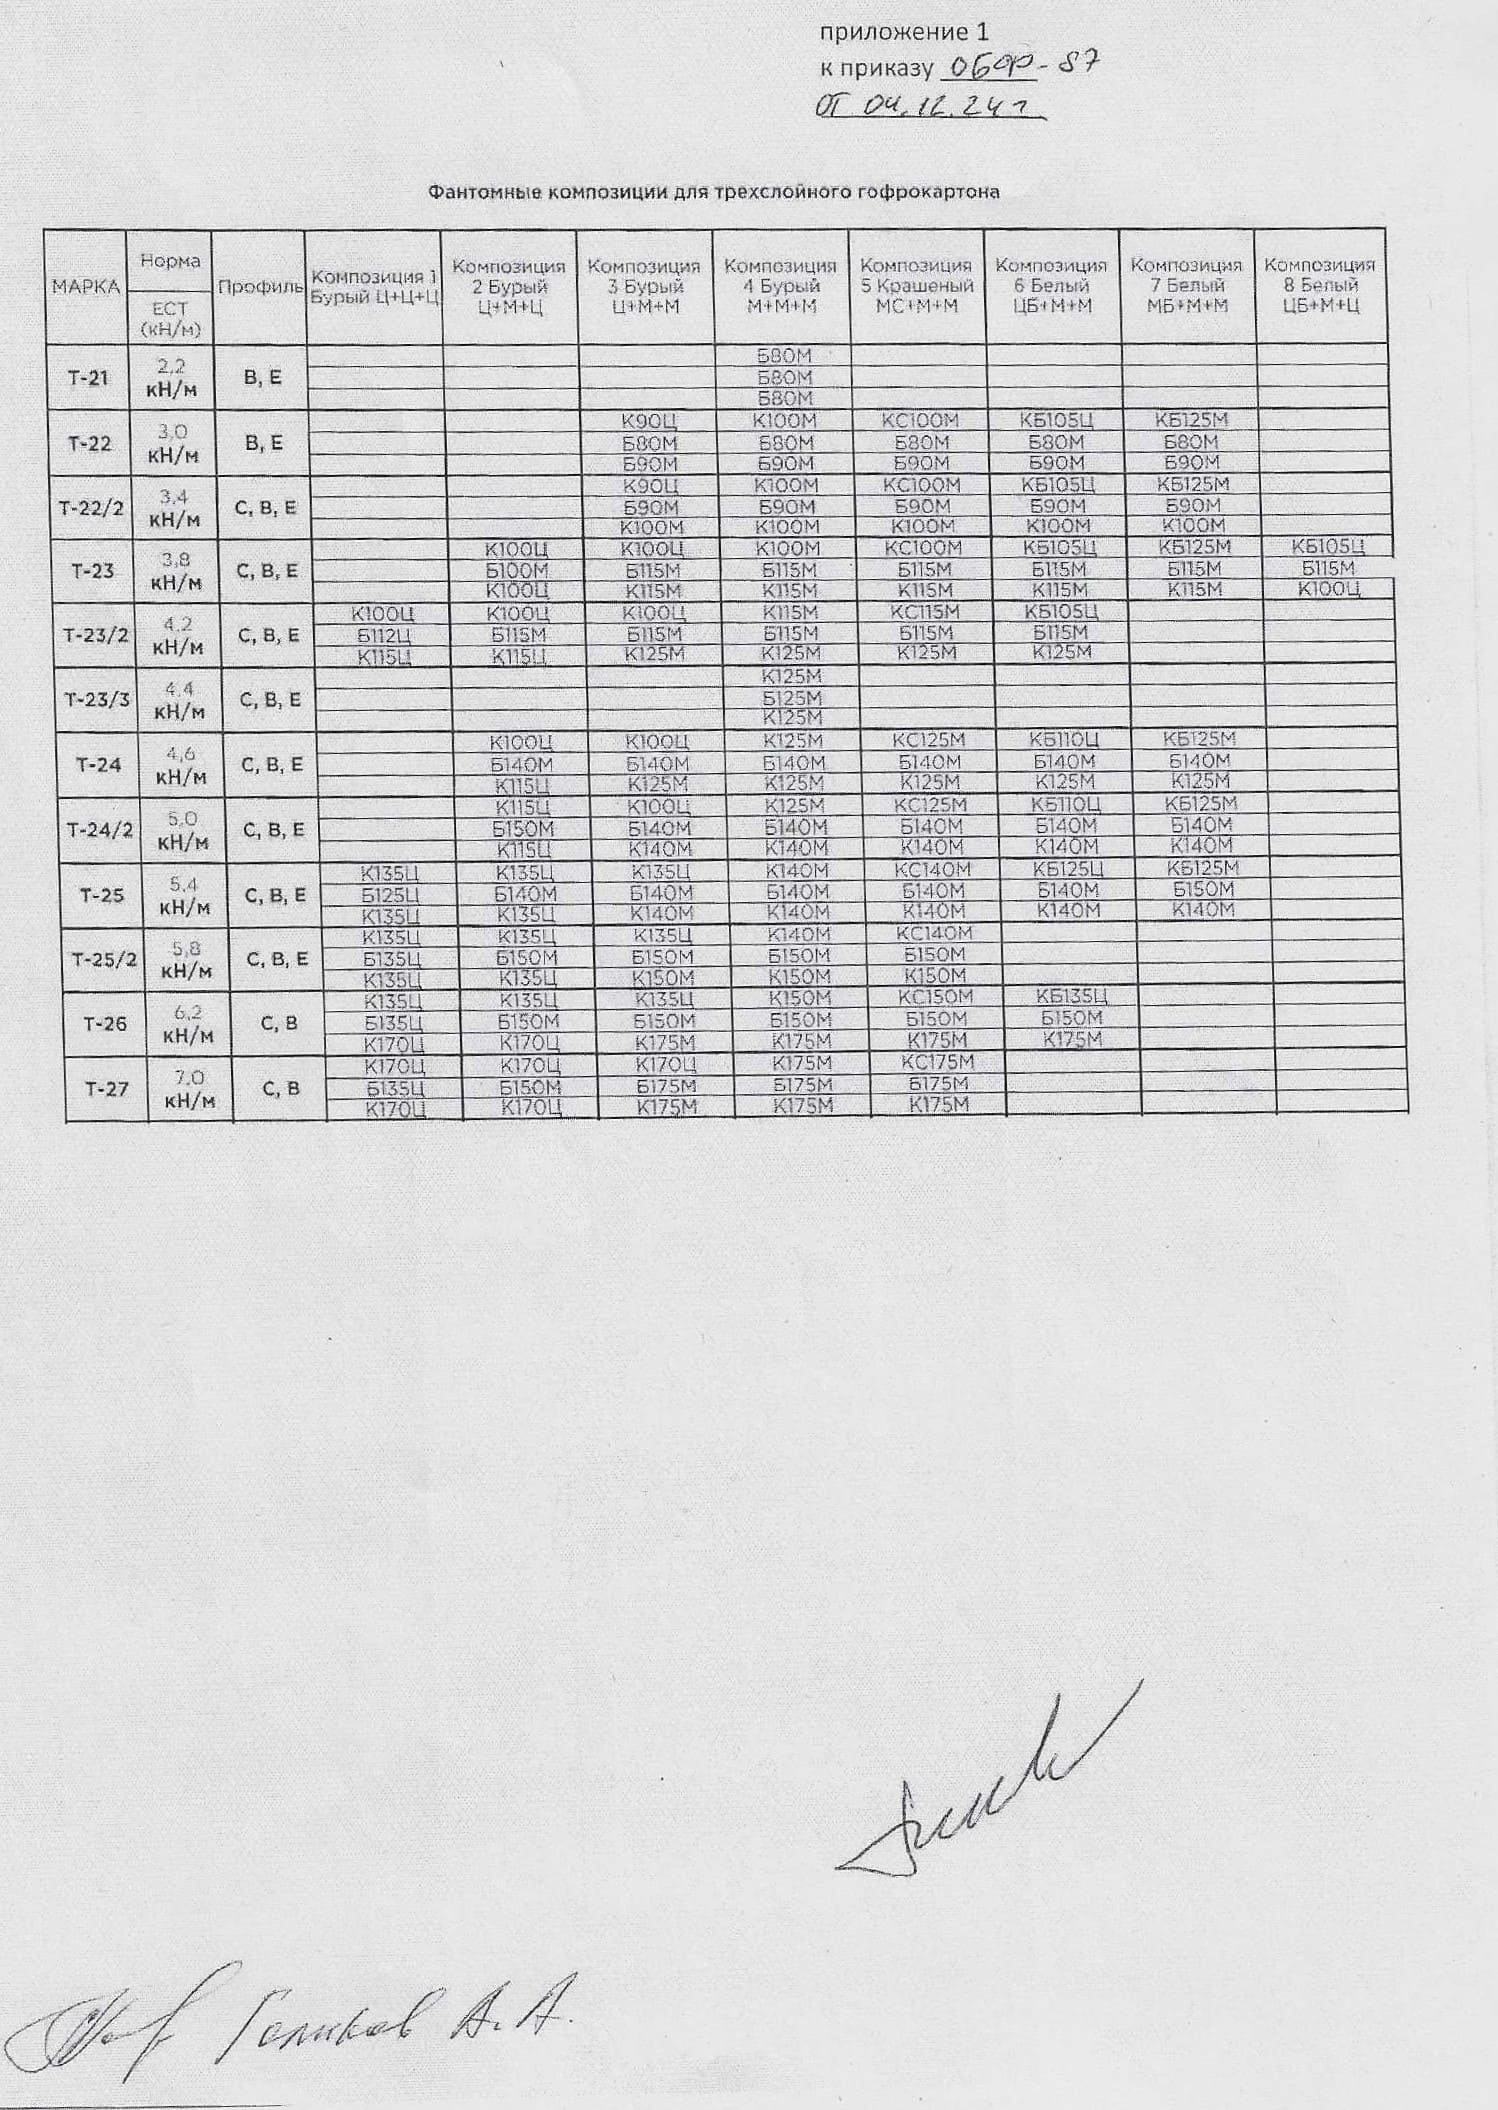 приложение 1
к приказу ОБФР-87
от 04.12.24г
Фантомные композиции для трехслойного гофрокартона
МАРКА Норма ЕСТ (кН/м) Профиль Композиция 1 Бурый Ц+Ц+Ц Композиция 2 Бурый Ц+М+Ц Композиция 3 Бурый Ц+М+М Композиция 4 Бурый М+М+М Композиция 5 Крашеный МС+М+М Композиция 6 Белый ЦБ+М+М Композиция 7 Белый МБ+М+М Композиция 8 Белый ЦБ+М+Ц
Т-21 2,2 кН/м В, Е
Б80М
Б80М
Б80М
Т-22 3,0 кН/м В, Е
К90Ц К100М КС100М КБ105Ц КБ125М
Б80М Б80М Б80М Б80М Б80М
Б90М Б90М Б90М Б90М Б90М
Т-22/2 3,4 кН/м С, В, Е
К90Ц К100М КС100М КБ105Ц КБ125М
Б90М Б90М Б90М Б90М Б90М
К100М К100М К100М К100М К100М
Т-23 3,8 кН/м С, В, Е
К100Ц К100Ц К100М КС100М КБ105Ц КБ125М КБ105Ц
Б100М Б115М Б115М Б115М Б115М Б115М Б115М
К100Ц К115М К115М К115М К115М К115М К100Ц
Т-23/2 4,2 кН/м С, В, Е
К100Ц К100Ц К100Ц К115М КС115М КБ105Ц
Б112Ц Б115М Б115М Б115М Б115М Б115М
К115Ц К115Ц К125М К125М К125М К125М
Т-23/3 4,4 кН/м С, В, Е
К125М
Б125М
К125М
Т-24 4,6 кН/м С, В, Е
К100Ц К100Ц К125М КС125М КБ110Ц КБ125М
Б140М Б140М Б140М Б140М Б140М Б140М
К115Ц К125М К125М К125М К125М К125М
Т-24/2 5,0 кН/м С, В, Е
К115Ц К100Ц К125М КС125М КБ110Ц КБ125М
Б150М Б140М Б140М Б140М Б140М Б140М
К115Ц К140М К140М К140М К140М К140М
Т-25 5,4 кН/м С, В, Е
К135Ц К135Ц К135Ц К140М КС140М КБ125Ц КБ125М
Б125Ц Б140М Б140М Б140М Б140М Б140М Б150М
К135Ц К135Ц К140М К140М К140М К140М К140М
Т-25/2 5,8 кН/м С, В, Е
К135Ц К135Ц К135Ц К140М КС140М
Б135Ц Б150М Б150М Б150М Б150М
К135Ц К135Ц К150М К150М К150М
Т-26 6,2 кН/м С, В
К135Ц К135Ц К135Ц К150М КС150М КБ135Ц
Б135Ц Б150М Б150М Б150М Б150М Б150М
К170Ц К170Ц К175М К175М К175М К175М
Т-27 7,0 кН/м С, В
К170Ц К170Ц К170Ц К175М КС175М
Б135Ц Б150М Б175М Б175М Б175М
К170Ц К170Ц К175М К175М К175М
Голиков А. А.